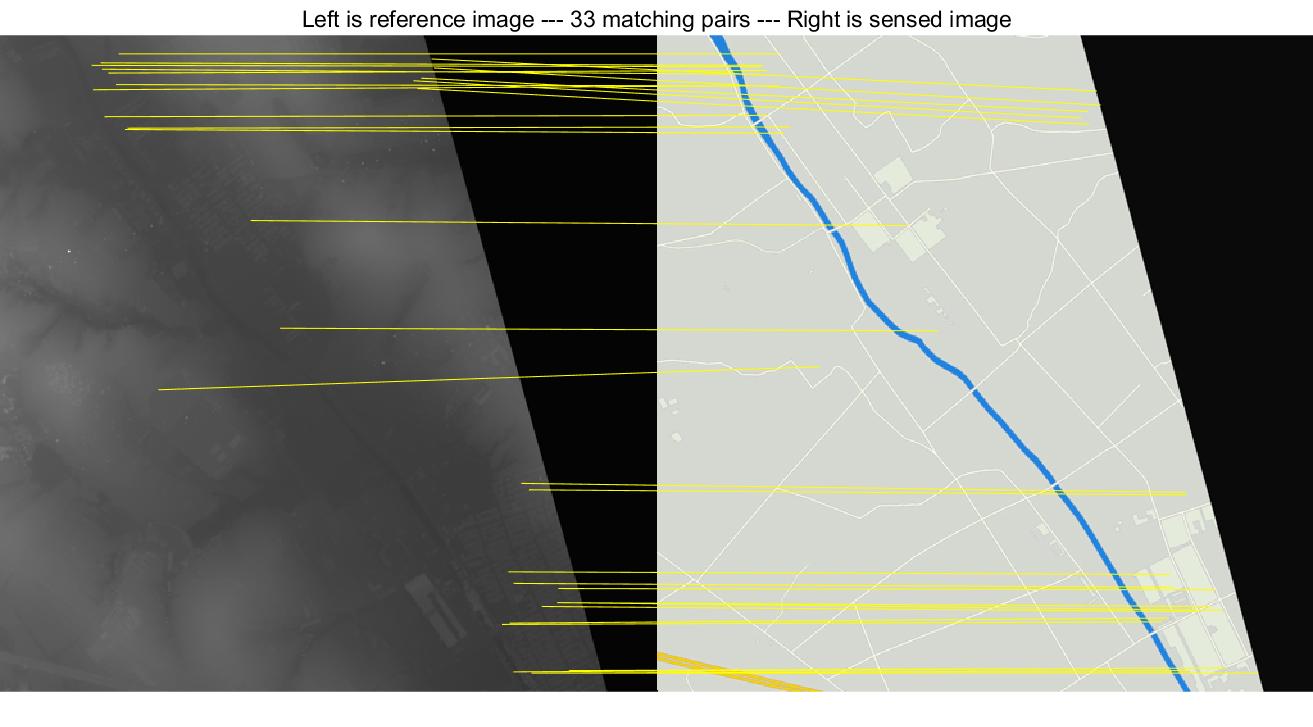 Left is reference image --- 33 matching pairs --- Right is sensed image